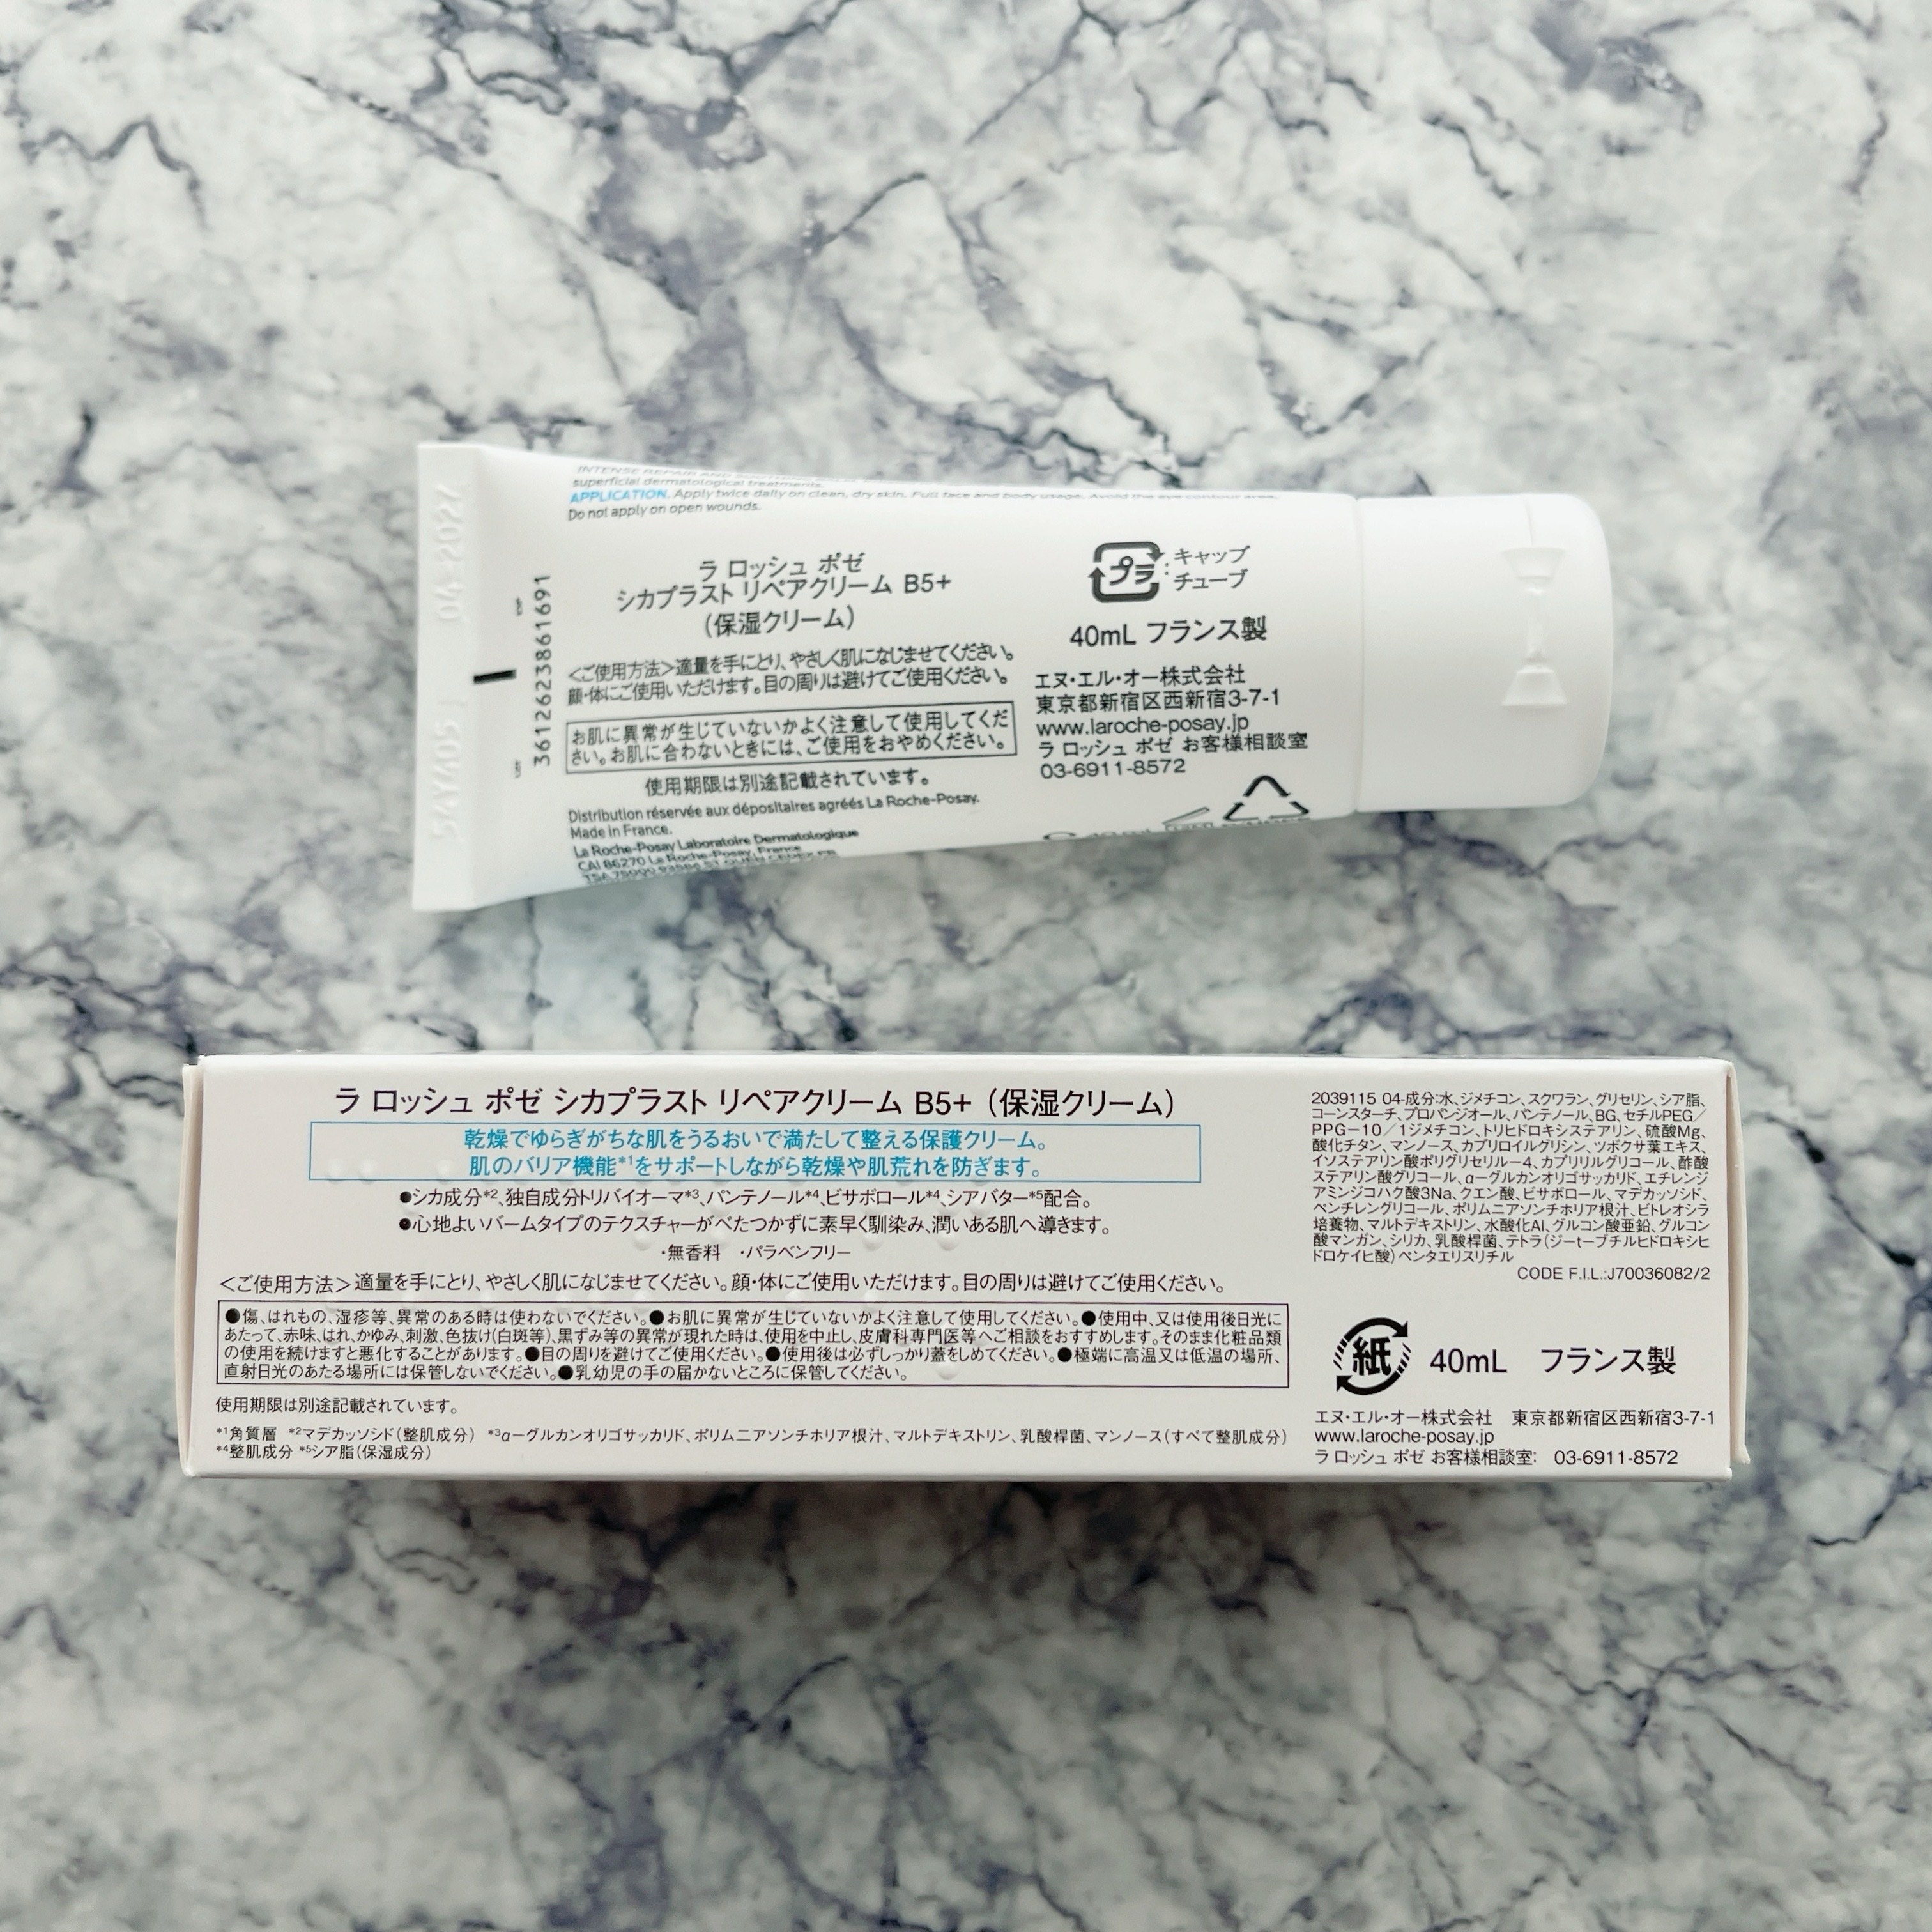 superficial dermatological treatments.
APPLICATION. Apply twice daily on clean, dry skin. Full face and body usage. Avoid the eye contour area.
Do not apply on open wounds.
ラ ロッシュ ポゼ
シカプラスト リペアクリーム B5+
(保湿クリーム)
<ご使用方法>適量を手にとり、やさしく肌になじませてください。
顔・体にご使用いただけます。目の周りは避けてご使用ください。
お肌に異常が生じていないかよく注意して使用してくだ
さい。お肌に合わないときには、ご使用をおやめください。
使用期限は別途記載されています。
Distribution réservée aux dépositaires agréés La Roche-Posay.
Made in France.
La Roche-Posay Laboratoire Dermatologique
CAI 86270 La Roche-Posay, France
プラ
キャップ
チューブ
40mL フランス製
エヌ・エル・オー株式会社
東京都新宿区西新宿3-7-1
www.laroche-posay.jp
ラ ロッシュ ポゼ お客様相談室
03-6911-8572
3612623861691
04 2027
ラ ロッシュ ポゼ シカプラスト リペアクリーム B5+ (保湿クリーム)
乾燥でゆらぎがちな肌をうるおいで満たして整える保護クリーム。
肌のバリア機能*1をサポートしながら乾燥や肌荒れを防ぎます。
●シカ成分*2、独自成分トリバイオーマ*3、パンテノール*4、ビサボロール*4、シアバター*5配合。
●心地よいバームタイプのテクスチャーがべたつかずに素早く馴染み、潤いある肌へ導きます。
・無香料 ・パラベンフリー
<ご使用方法>適量を手にとり、やさしく肌になじませてください。顔・体にご使用いただけます。目の周りは避けてご使用ください。
●傷、はれもの、湿疹等、異常のある時は使わないでください。●お肌に異常が生じていないかよく注意して使用してください。●使用中、又は使用後日光に
あたって、赤味、はれ、かゆみ、刺激、色抜け(白斑等)、黒ずみ等の異常が現れた時は、使用を中止し、皮膚科専門医等へご相談をおすすめします。そのまま化粧品類
の使用を続けますと悪化することがあります。●目の周りを避けてご使用ください。●使用後は必ずしっかり蓋をしめてください。●極端に高温又は低温の場所、
直射日光のあたる場所には保管しないでください。●乳幼児の手の届かないところに保管してください。
使用期限は別途記載されています。
*1角質層 *2マデカッソシド(整肌成分) *3α-グルカンオリゴサッカリド、ポリムニアソンチホリア根汁、マルトデキストリン、乳酸桿菌、マンノース(すべて整肌成分)
*4整肌成分 *5シア脂(保湿成分)
2039115 04-成分:水、ジメチコン、スクワラン、グリセリン、シア脂、
コーンスターチ、プロパンジオール、パンテノール、BG、セチルPEG/
PPG-10/1ジメチコン、トリヒドロキシステアリン、硫酸Mg、
酸化チタン、マンノース、カプリロイルグリシン、ツボクサ葉エキス、
イソステアリン酸ポリグリセリル-4、カプリリルグリコール、酢酸
ステアリン酸グリコール、α-グルカンオリゴサッカリド、エチレンジ
アミンジコハク酸3Na、クエン酸、ビサボロール、マデカッソシド、
ペンチレングリコール、ポリムニアソンチホリア根汁、ビトレオシラ
培養物、マルトデキストリン、水酸化Al、グルコン酸亜鉛、グルコン
酸マンガン、シリカ、乳酸桿菌、テトラ(ジ-t-ブチルヒドロキシヒ
ドロケイヒ酸)ペンタエリスリチル
CODE F.I.L.:J70036082/2
紙
40mL フランス製
エヌ・エル・オー株式会社 東京都新宿区西新宿3-7-1
www.laroche-posay.jp
ラ ロッシュ ポゼ お客様相談室: 03-6911-8572